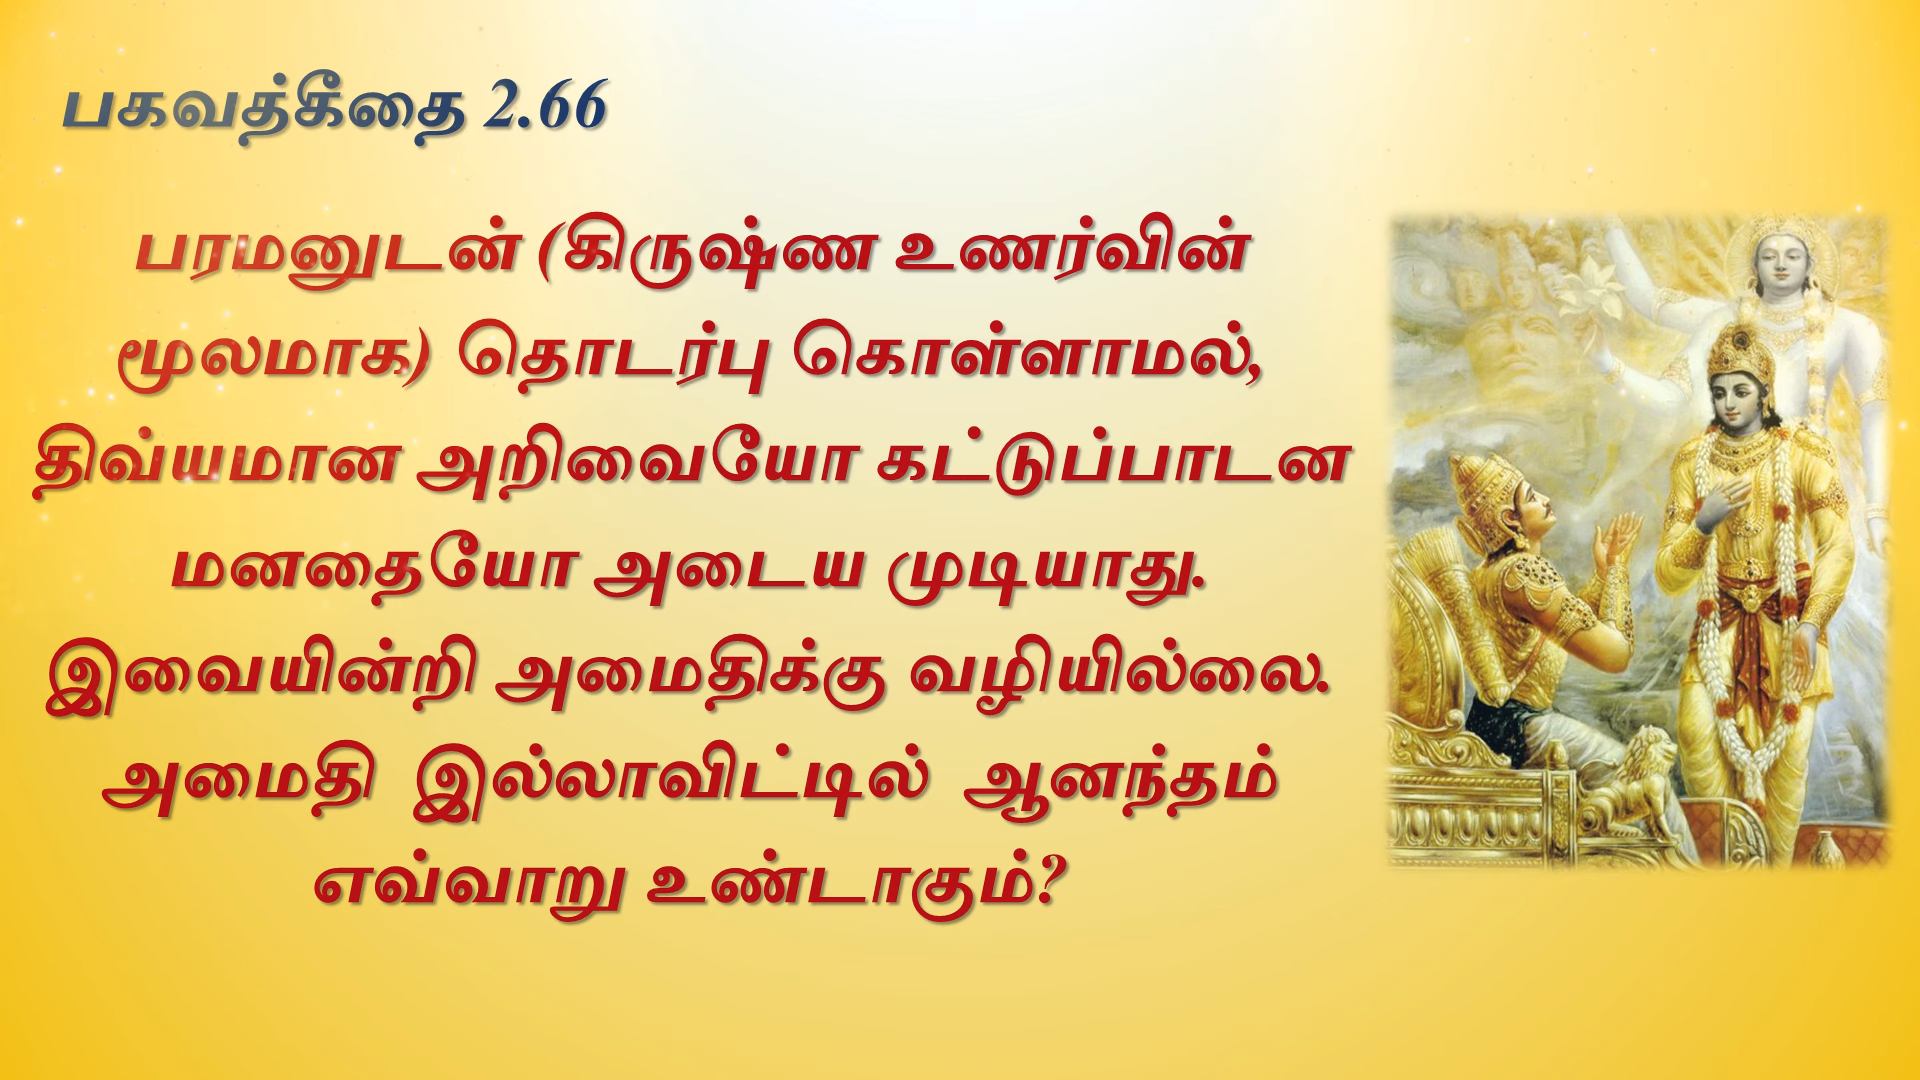 பகவத்கீதை 2.66
பரமனுடன் (கிருஷ்ண உணர்வின்
மூலமாக) தொடர்பு கொள்ளாமல்,
திவ்யமான அறிவையோ கட்டுப்பாடன
மனதையோ அடைய முடியாது.
இவையின்றி அமைதிக்கு வழியில்லை.
அமைதி இல்லாவிட்டில் ஆனந்தம்
எவ்வாறு உண்டாகும்?